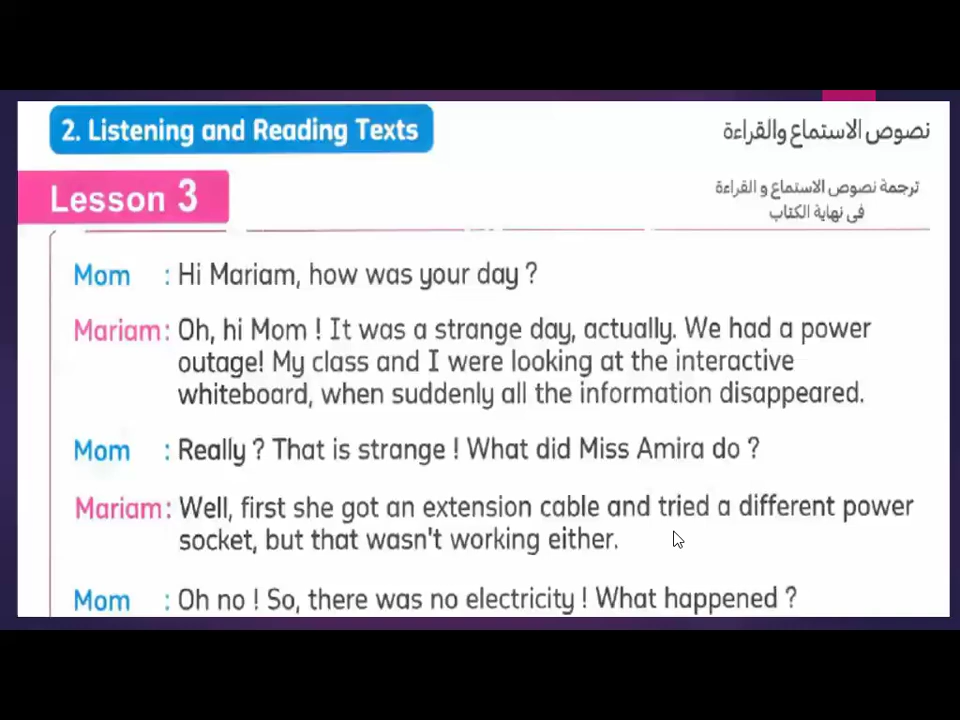 2. Listening and Reading Texts
نصوص الاستماع والقراءة
Lesson 3
ترجمة نصوص الاستماع و القراءة
فى نهاية الكتاب
Mom : Hi Mariam, how was your day ?
Mariam : Oh, hi Mom ! It was a strange day, actually. We had a power
outage! My class and I were looking at the interactive
whiteboard, when suddenly all the information disappeared.
Mom : Really ? That is strange ! What did Miss Amira do ?
Mariam : Well, first she got an extension cable and tried a different power
socket, but that wasn't working either.
Mom : Oh no ! So, there was no electricity ! What happened ?